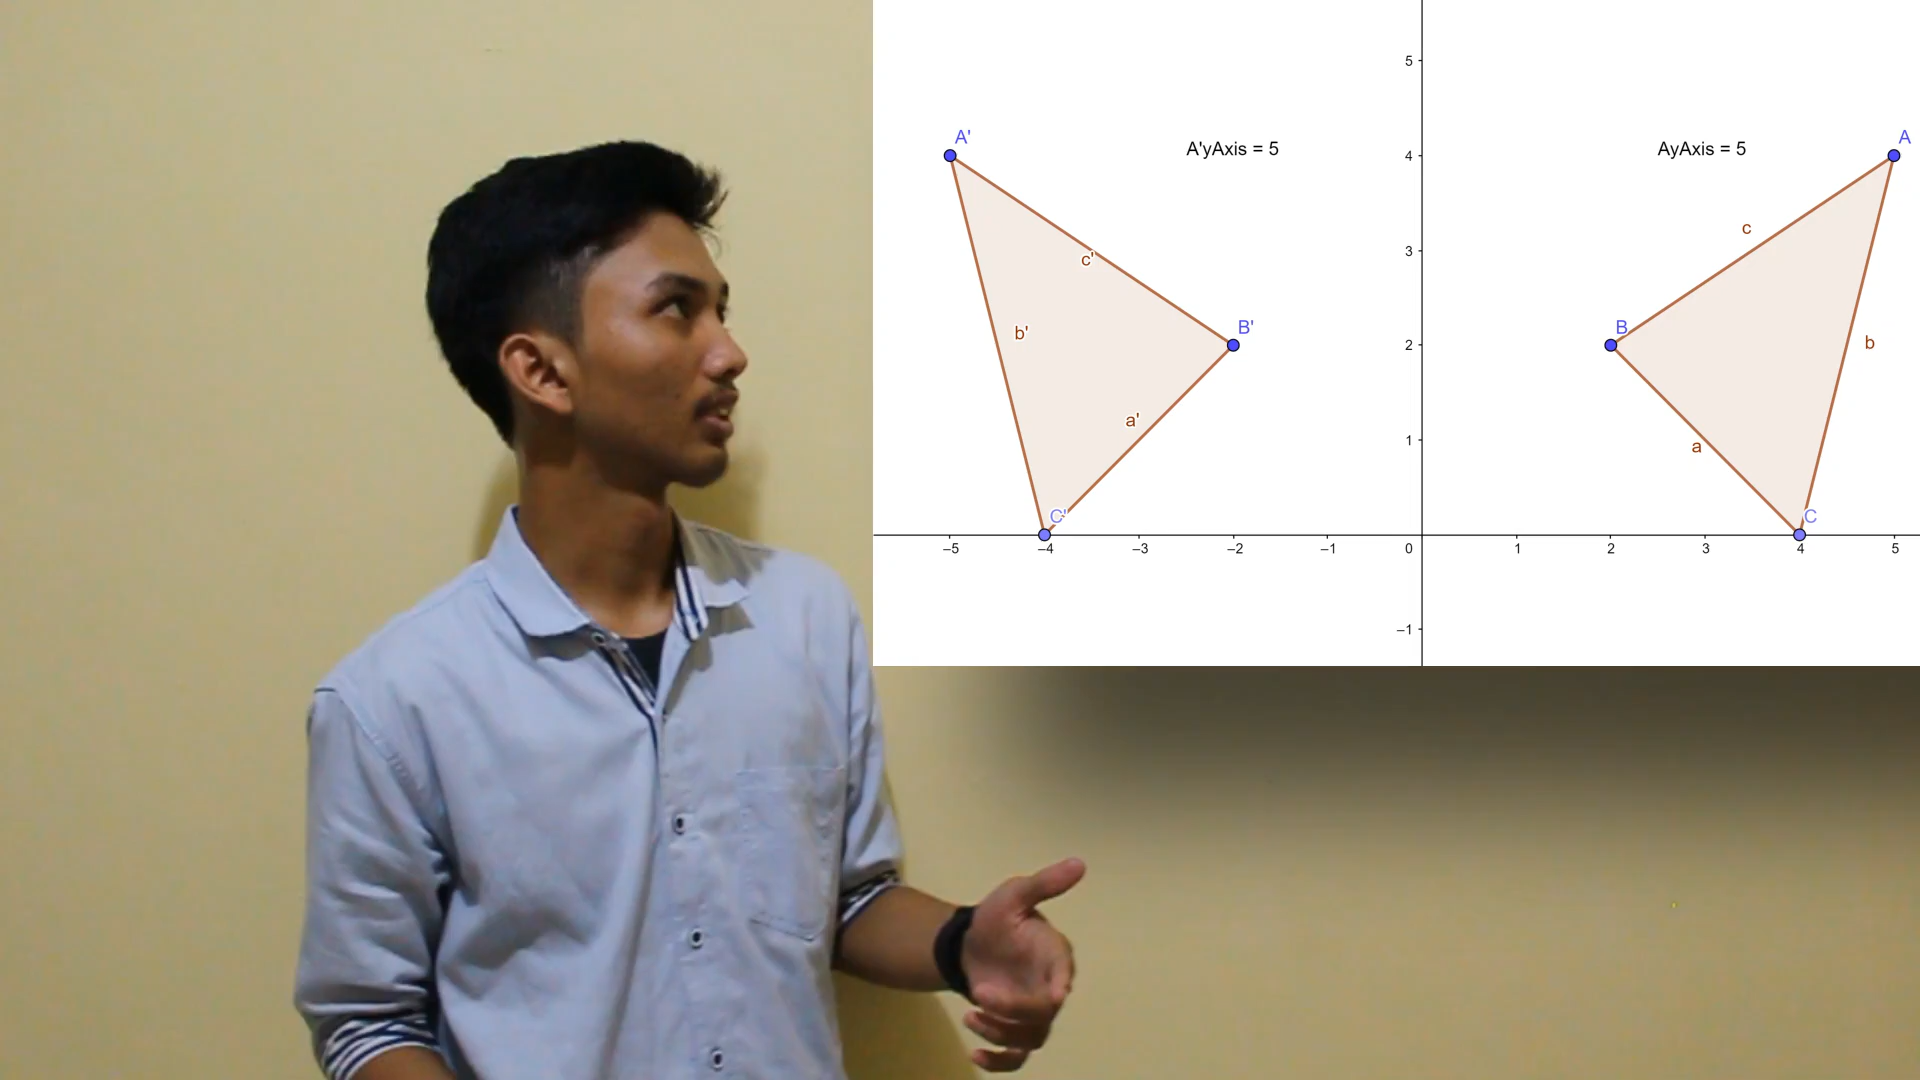 5
A'
A'yAxis = 5
4
AyAxis = 5
A
c
3
c'
b'
B'
2
B
b
a'
1
a
C'
C
–5
–4
–3
–2
–1
0
1
2
3
4
5
–1